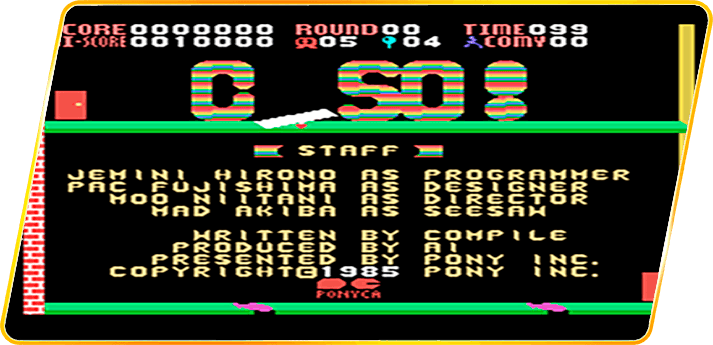 CORE0000000 ROUND00 TIME099
I-SCORE0010000 05 04 COMY00
C SO!
STAFF
JEMINI HIRONO AS PROGRAMMER
PAC FUJISHIMA AS DESIGNER
MOO NIITANI AS DIRECTOR
MAD AKIBA AS SEESAW
WRITTEN BY COMPILE
PRODUCED BY AI
PRESENTED BY PONY INC.
COPYRIGHT©1985 PONY INC.
PONYCA